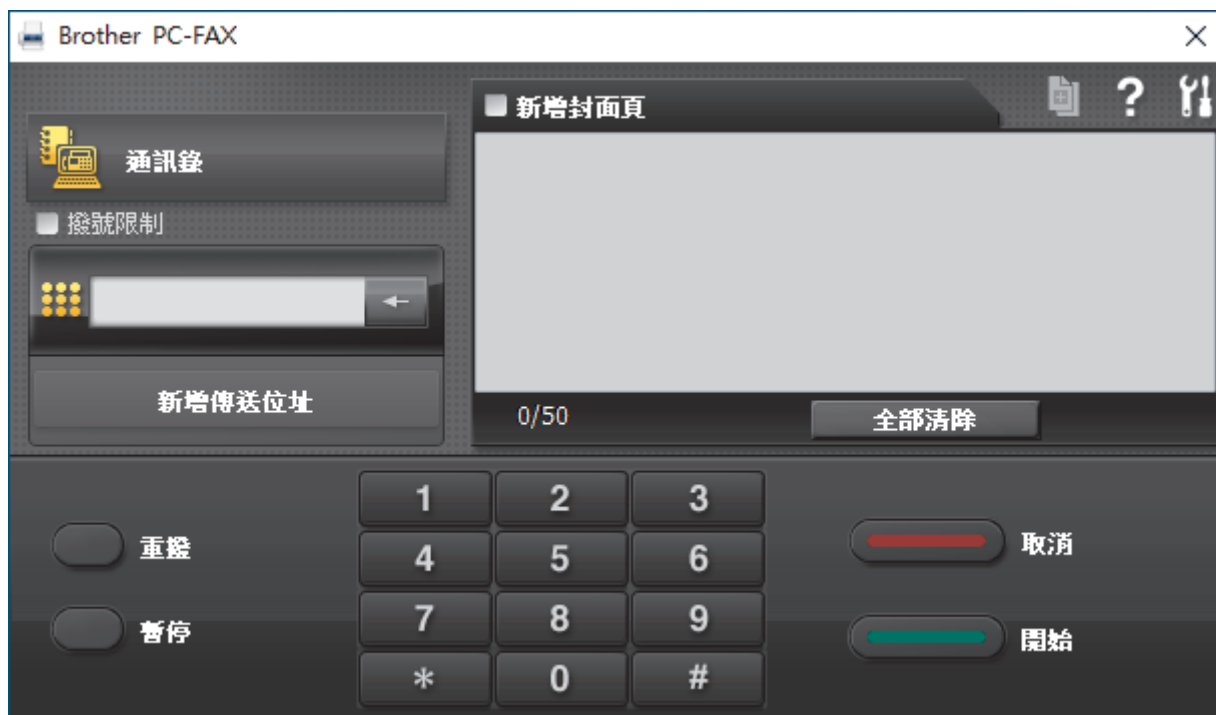 Brother PC-FAX
新增封面頁
?
通訊錄
撥號限制
新增傳送位址
0/50
全部清除
1 2 3
重撥
4 5 6
取消
7 8 9
暫停
開始
* 0 #